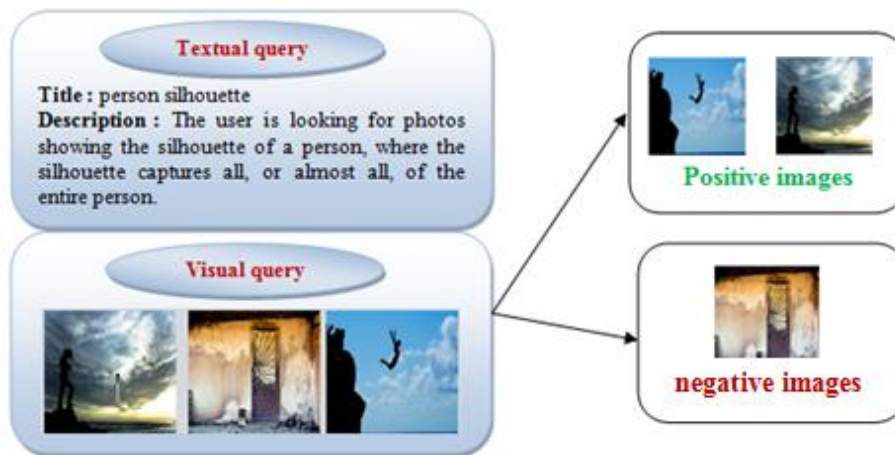 Textual query
Title : person silhouette
Description : The user is looking for photos
showing the silhouette of a person, where the
silhouette captures all, or almost all, of the
entire person.
Visual query
Positive images
negative images